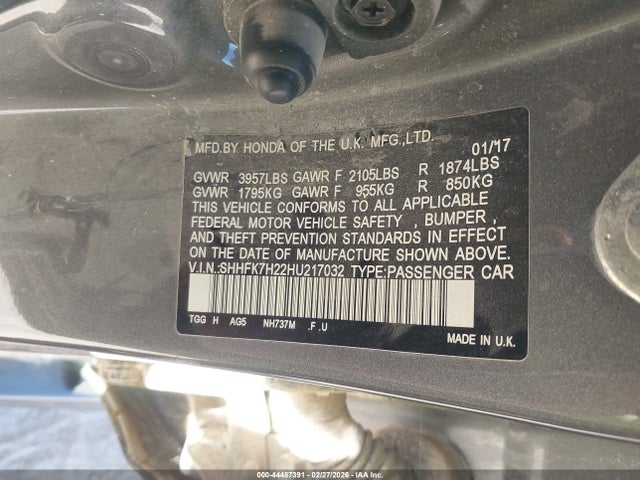 MFD.BY HONDA OF THE U.K. MFG.,LTD. 01/17
GVWR 3957LBS GAWR F 2105LBS R 1874LBS
GVWR 1795KG GAWR F 955KG R 850KG
THIS VEHICLE CONFORMS TO ALL APPLICABLE
FEDERAL MOTOR VEHICLE SAFETY , BUMPER ,
AND THEFT PREVENTION STANDARDS IN EFFECT
ON THE DATE OF MANUFACTURE SHOWN ABOVE.
V.I.N.:SHHFK7H22HU217032 TYPE:PASSENGER CAR
TGG H AG5 NH737M .F .U
MADE IN U.K.
000-44487391 | 02/27/2026 — IAA, LLC